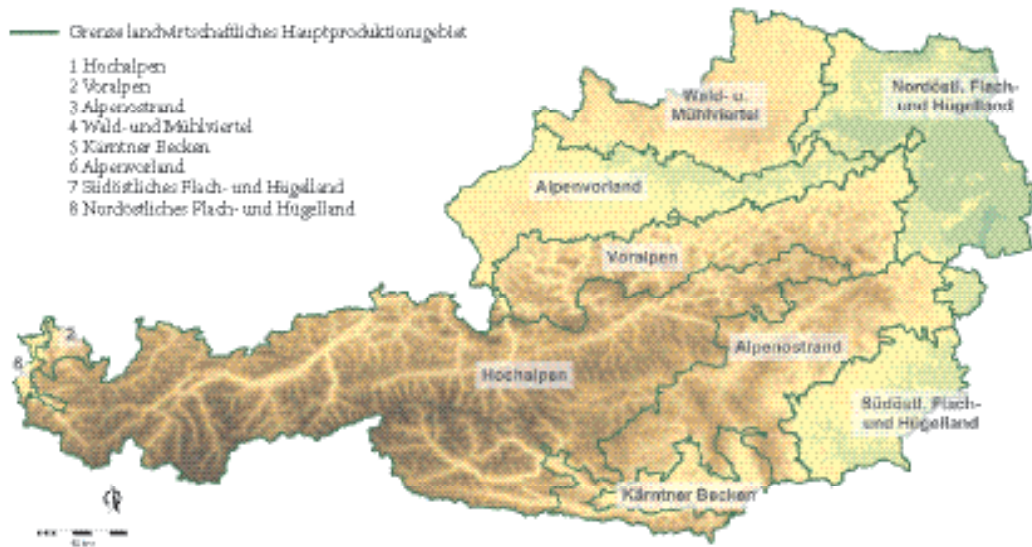 Grenze landwirtschaftliches Hauptproduktionsgebiet
1 Hochalpen
2 Voralpen
3 Alpenostrand
4 Wald- und Mühlviertel
5 Kärntner Becken
6 Alpenvorland
7 Südöstliches Flach- und Hügelland
8 Nordöstliches Flach- und Hügelland
Wald- u.
Mühlviertel
Nordöstl. Flach-
und Hügelland
Alpenvorland
Voralpen
Alpenostrand
Hochalpen
Südöstl. Flach-
und Hügelland
Kärntner Becken
2
6